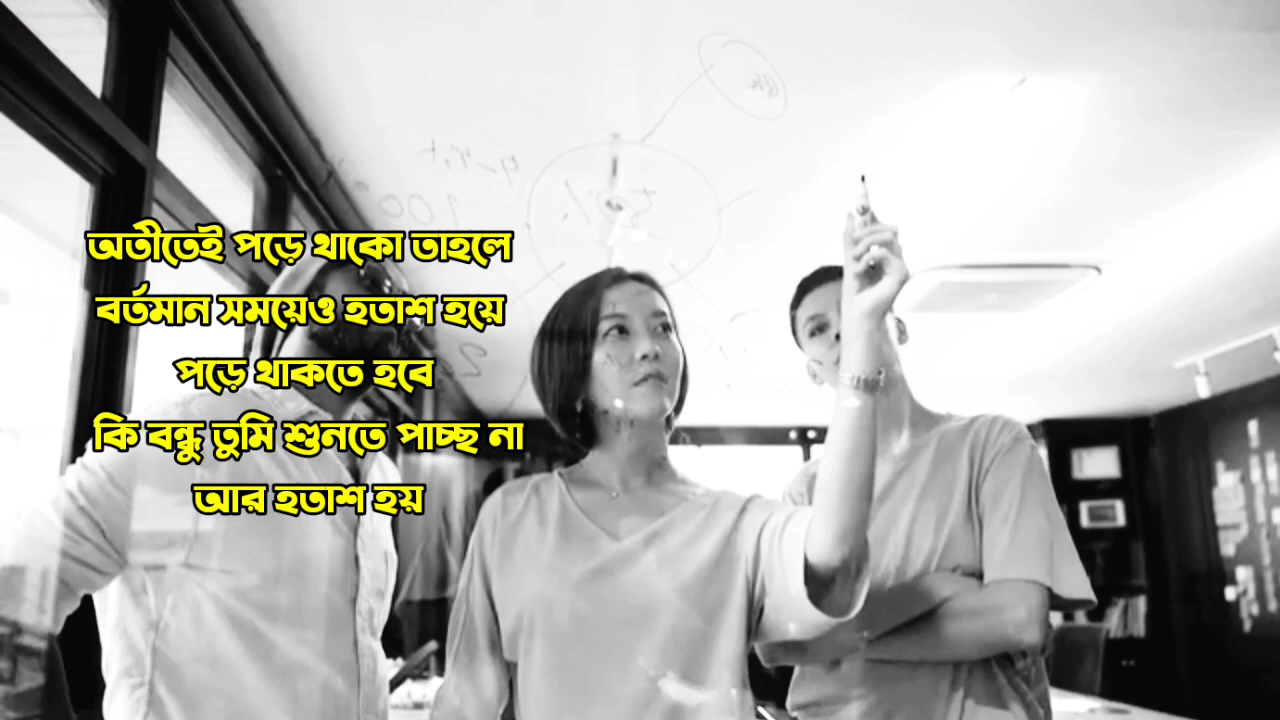 অতীতেই পড়ে থাকো তাহলে
বর্তমান সময়েও হতাশ হয়ে
পড়ে থাকতে হবে
কি বন্ধু তুমি শুনতে পাচ্ছ না
আর হতাশ হয়